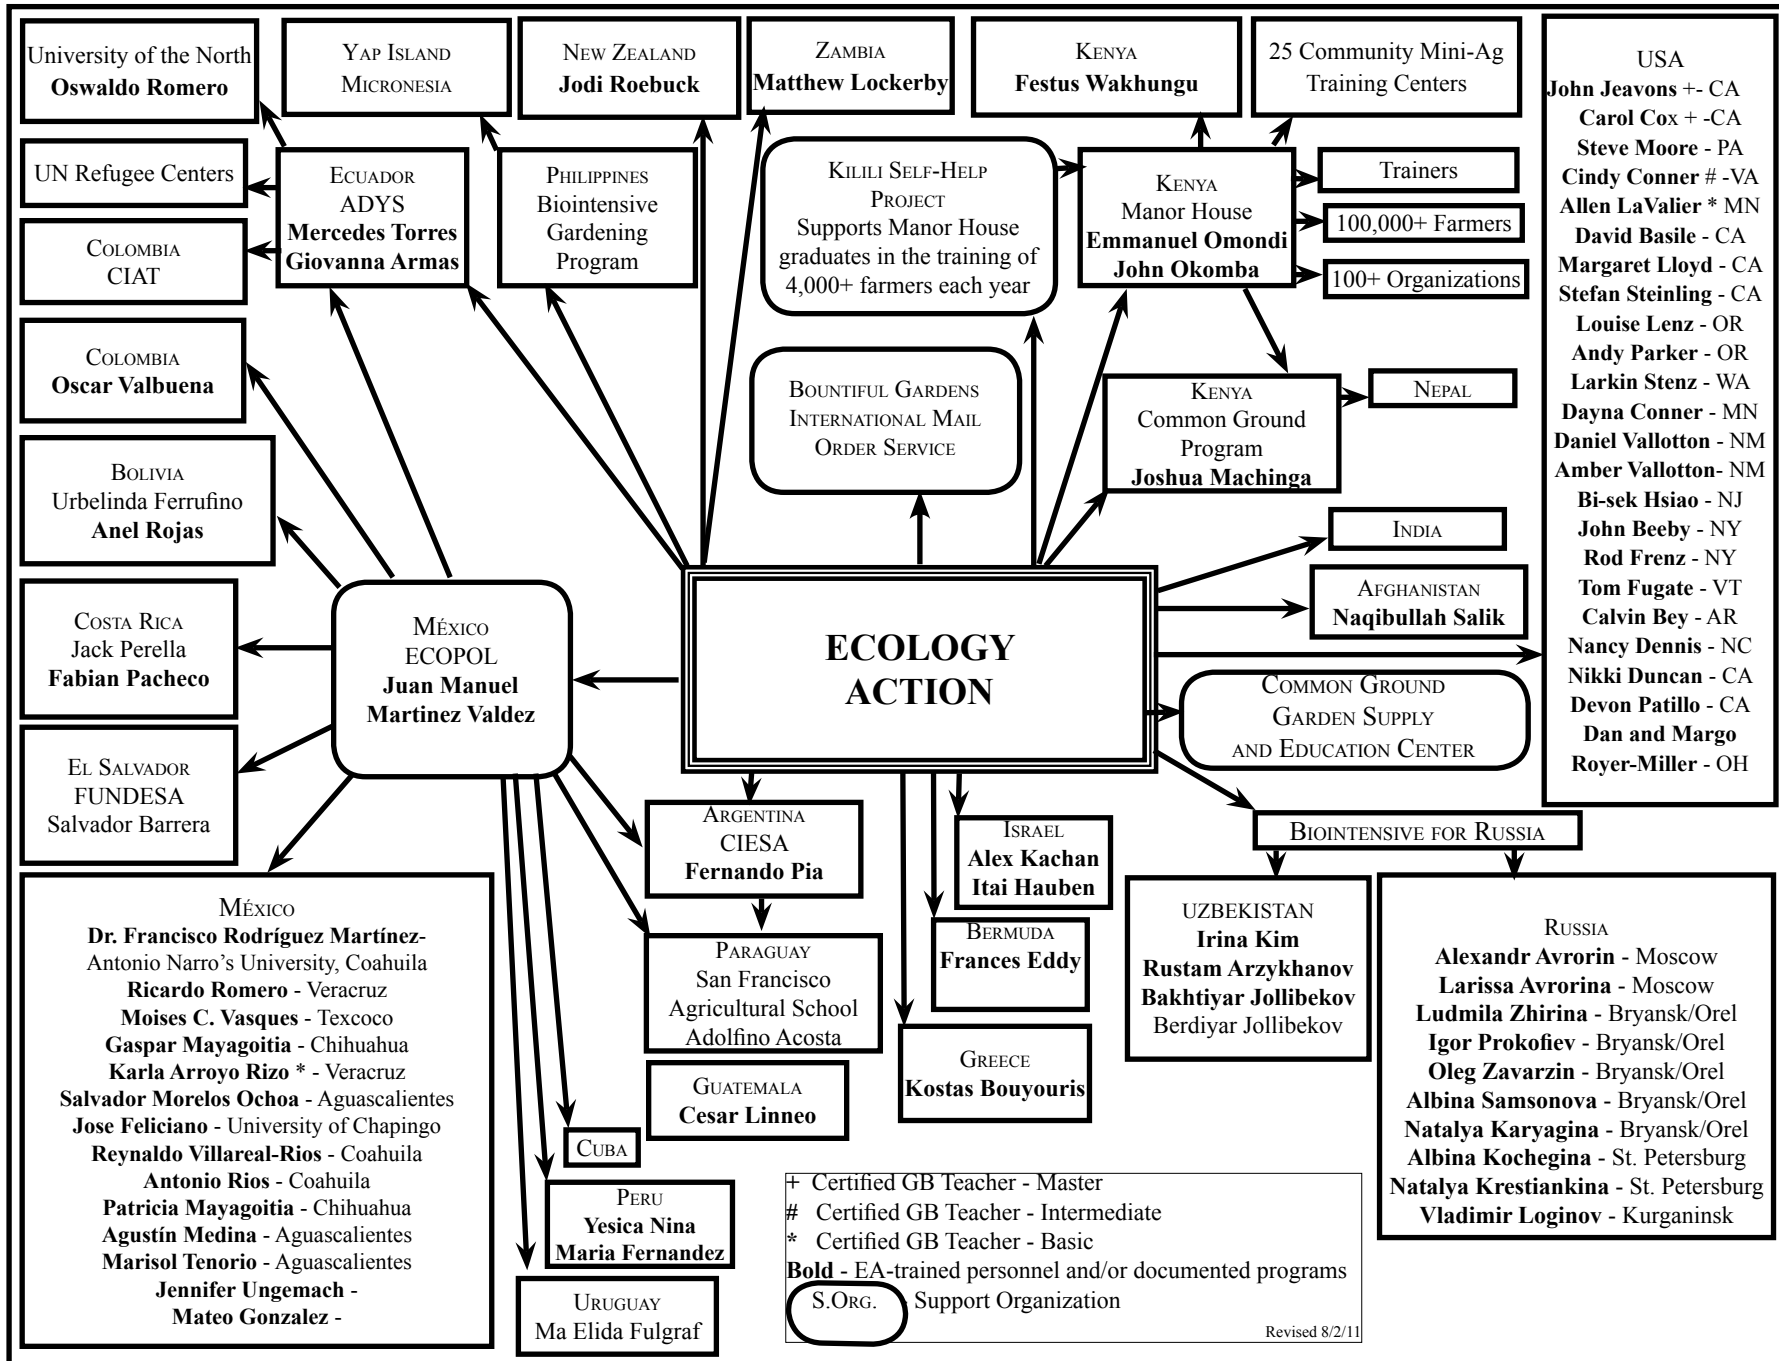 University of the North
Oswaldo Romero
Yap Island
Micronesia
New Zealand
Jodi Roebuck
Zambia
Matthew Lockerby
Kenya
Festus Wakhungu
25 Community Mini-Ag
Training Centers
USA
John Jeavons +- CA
Carol Cox + -CA
Steve Moore - PA
Cindy Conner # -VA
Allen LaValier * MN
David Basile - CA
Margaret Lloyd - CA
Stefan Steinling - CA
Louise Lenz - OR
Andy Parker - OR
Larkin Stenz - WA
Dayna Conner - MN
Daniel Vallotton - NM
Amber Vallotton- NM
Bi-sek Hsiao - NJ
John Beeby - NY
Rod Frenz - NY
Tom Fugate - VT
Calvin Bey - AR
Nancy Dennis - NC
Nikki Duncan - CA
Devon Patillo - CA
Dan and Margo
Royer-Miller - OH
UN Refugee Centers
Ecuador
ADYS
Mercedes Torres
Giovanna Armas
Philippines
Biointensive
Gardening
Program
Kilili Self-Help
Project
Supports Manor House
graduates in the training of
4,000+ farmers each year
Kenya
Manor House
Emmanuel Omondi
John Okomba
Trainers
100,000+ Farmers
100+ Organizations
Colombia
CIAT
Colombia
Oscar Valbuena
Bountiful Gardens
International Mail
Order Service
Kenya
Common Ground
Program
Joshua Machinga
Nepal
Bolivia
Urbelinda Ferrufino
Anel Rojas
India
Afghanistan
Naqibullah Salik
Costa Rica
Jack Perella
Fabian Pacheco
México
ECOPOL
Juan Manuel
Martinez Valdez
ECOLOGY
ACTION
Common Ground
Garden Supply
and Education Center
El Salvador
FUNDESA
Salvador Barrera
Argentina
CIESA
Fernando Pia
Israel
Alex Kachan
Itai Hauben
Biointensive for Russia
México
Dr. Francisco Rodríguez Martínez-
Antonio Narro's University, Coahuila
Ricardo Romero - Veracruz
Moises C. Vasques - Texcoco
Gaspar Mayagoitia - Chihuahua
Karla Arroyo Rizo * - Veracruz
Salvador Morelos Ochoa - Aguascalientes
Jose Feliciano - University of Chapingo
Reynaldo Villareal-Rios - Coahuila
Antonio Rios - Coahuila
Patricia Mayagoitia - Chihuahua
Agustín Medina - Aguascalientes
Marisol Tenorio - Aguascalientes
Jennifer Ungemach -
Mateo Gonzalez -
Paraguay
San Francisco
Agricultural School
Adolfino Acosta
Bermuda
Frances Eddy
UZBEKISTAN
Irina Kim
Rustam Arzykhanov
Bakhtiyar Jollibekov
Berdiyar Jollibekov
Russia
Alexandr Avrorin - Moscow
Larissa Avrorina - Moscow
Ludmila Zhirina - Bryansk/Orel
Igor Prokofiev - Bryansk/Orel
Oleg Zavarzin - Bryansk/Orel
Albina Samsonova - Bryansk/Orel
Natalya Karyagina - Bryansk/Orel
Albina Kochegina - St. Petersburg
Natalya Krestiankina - St. Petersburg
Vladimir Loginov - Kurganinsk
Greece
Kostas Bouyouris
Guatemala
Cesar Linneo
Cuba
Peru
Yesica Nina
Maria Fernandez
Uruguay
Ma Elida Fulgraf
+ Certified GB Teacher - Master
# Certified GB Teacher - Intermediate
* Certified GB Teacher - Basic
Bold - EA-trained personnel and/or documented programs
S.Org. - Support Organization
Revised 8/2/11